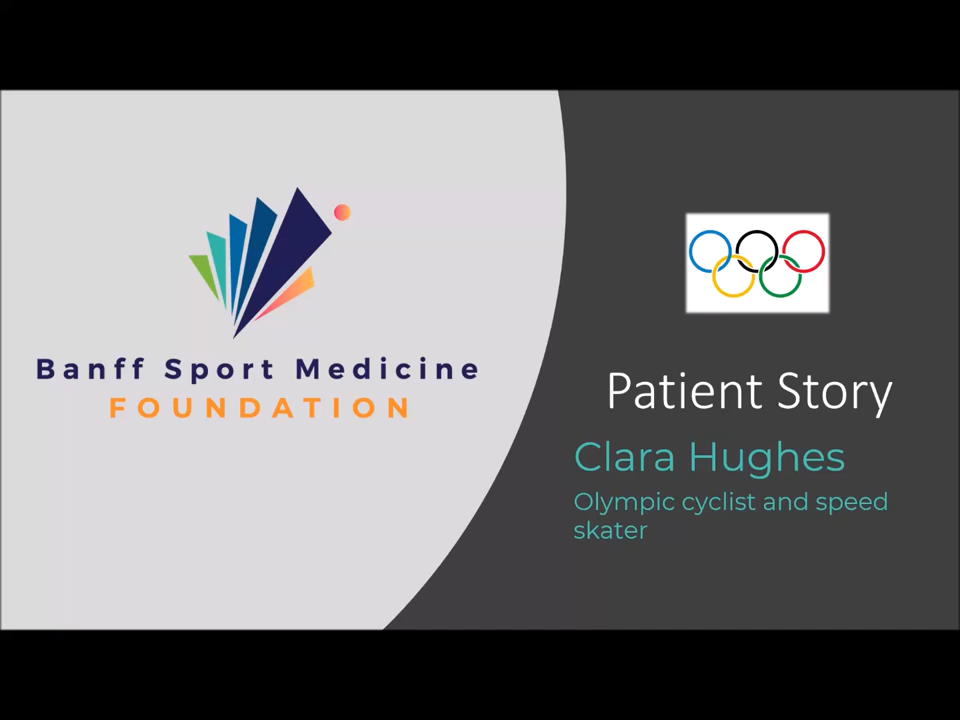 Banff Sport Medicine
FOUNDATION
Patient Story
Clara Hughes
Olympic cyclist and speed
skater